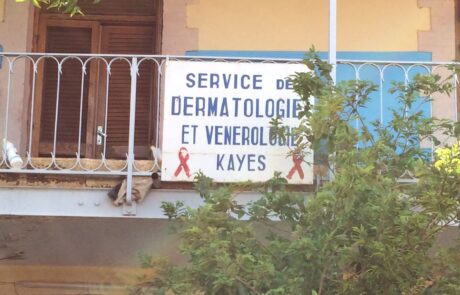 SERVICE DE
DERMATOLOGIE
ET VENEROLOGIE
KAYES